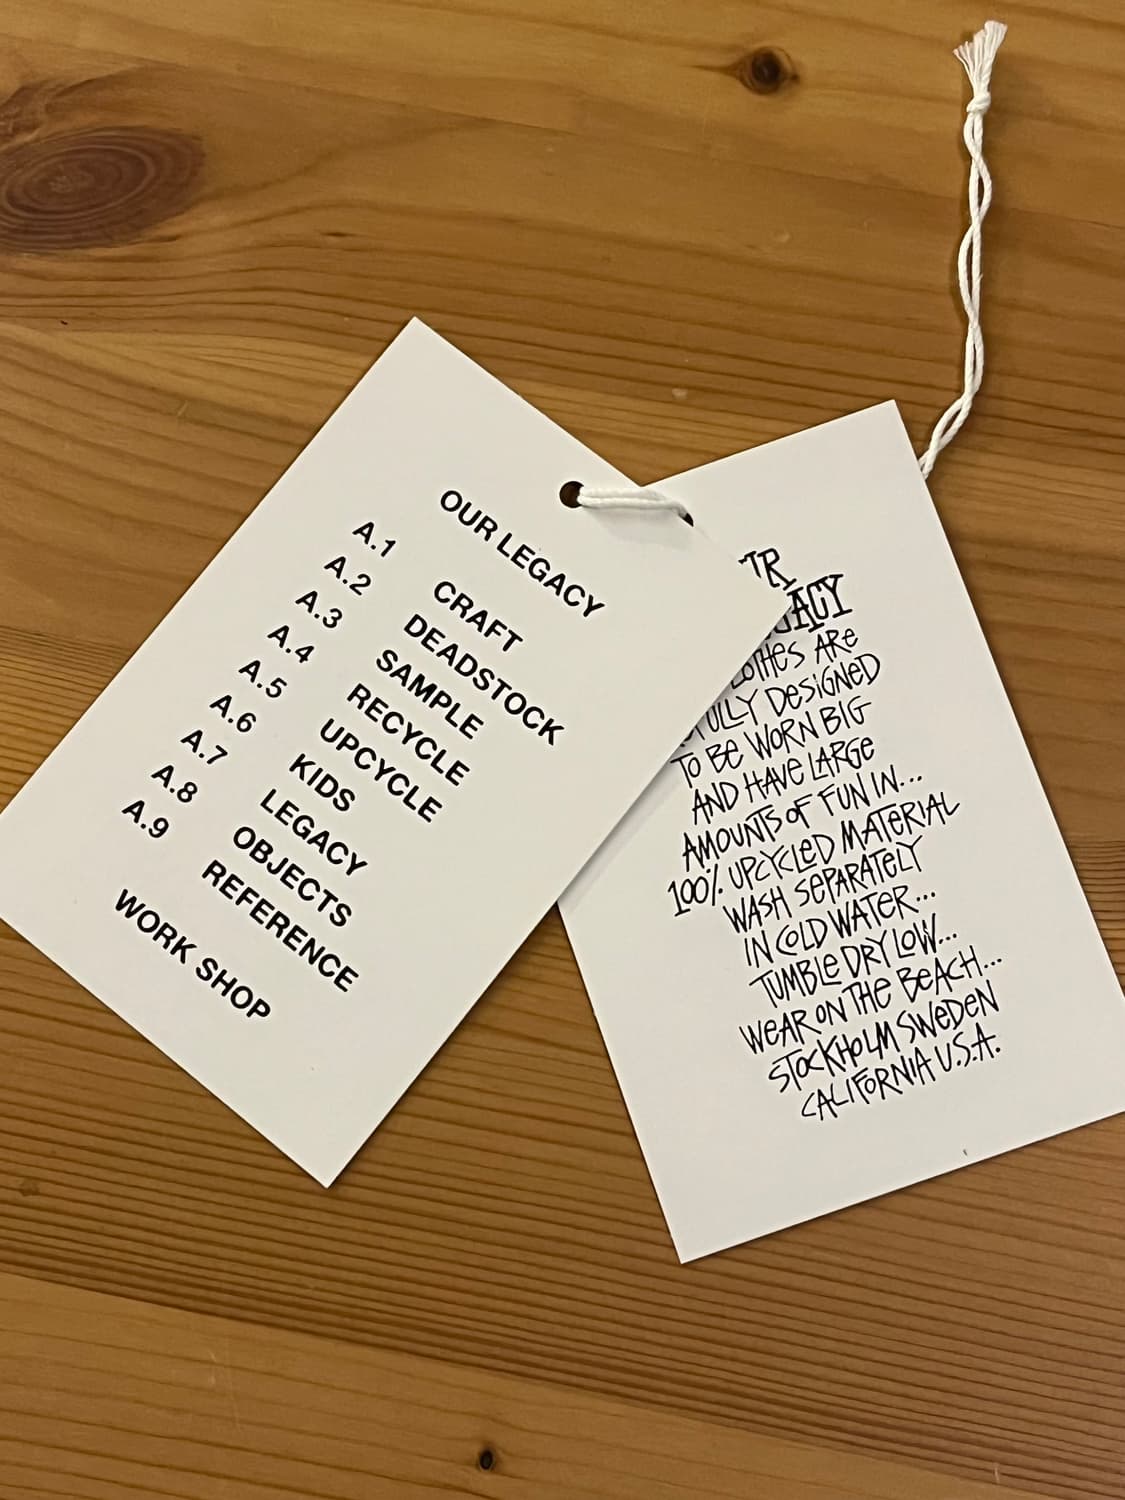 OUR LEGACY
A.1 CRAFT
A.2 DEADSTOCK
A.3 SAMPLE
A.4 RECYCLE
A.5 UPCYCLE
A.6 KIDS
A.7 LEGACY
A.8 OBJECTS
A.9 REFERENCE
WORK SHOP
ARE
DESIGNED
TO BE WORN BIG
AND HAVE LARGE
AMOUNTS OF FUN IN...
100% UPCYCLED MATERIAL
WASH SEPARATELY
IN COLD WATER...
TUMBLE DRY LOW...
WEAR ON THE BEACH...
STOCKHOLM SWEDEN
CALIFORNIA U.S.A.